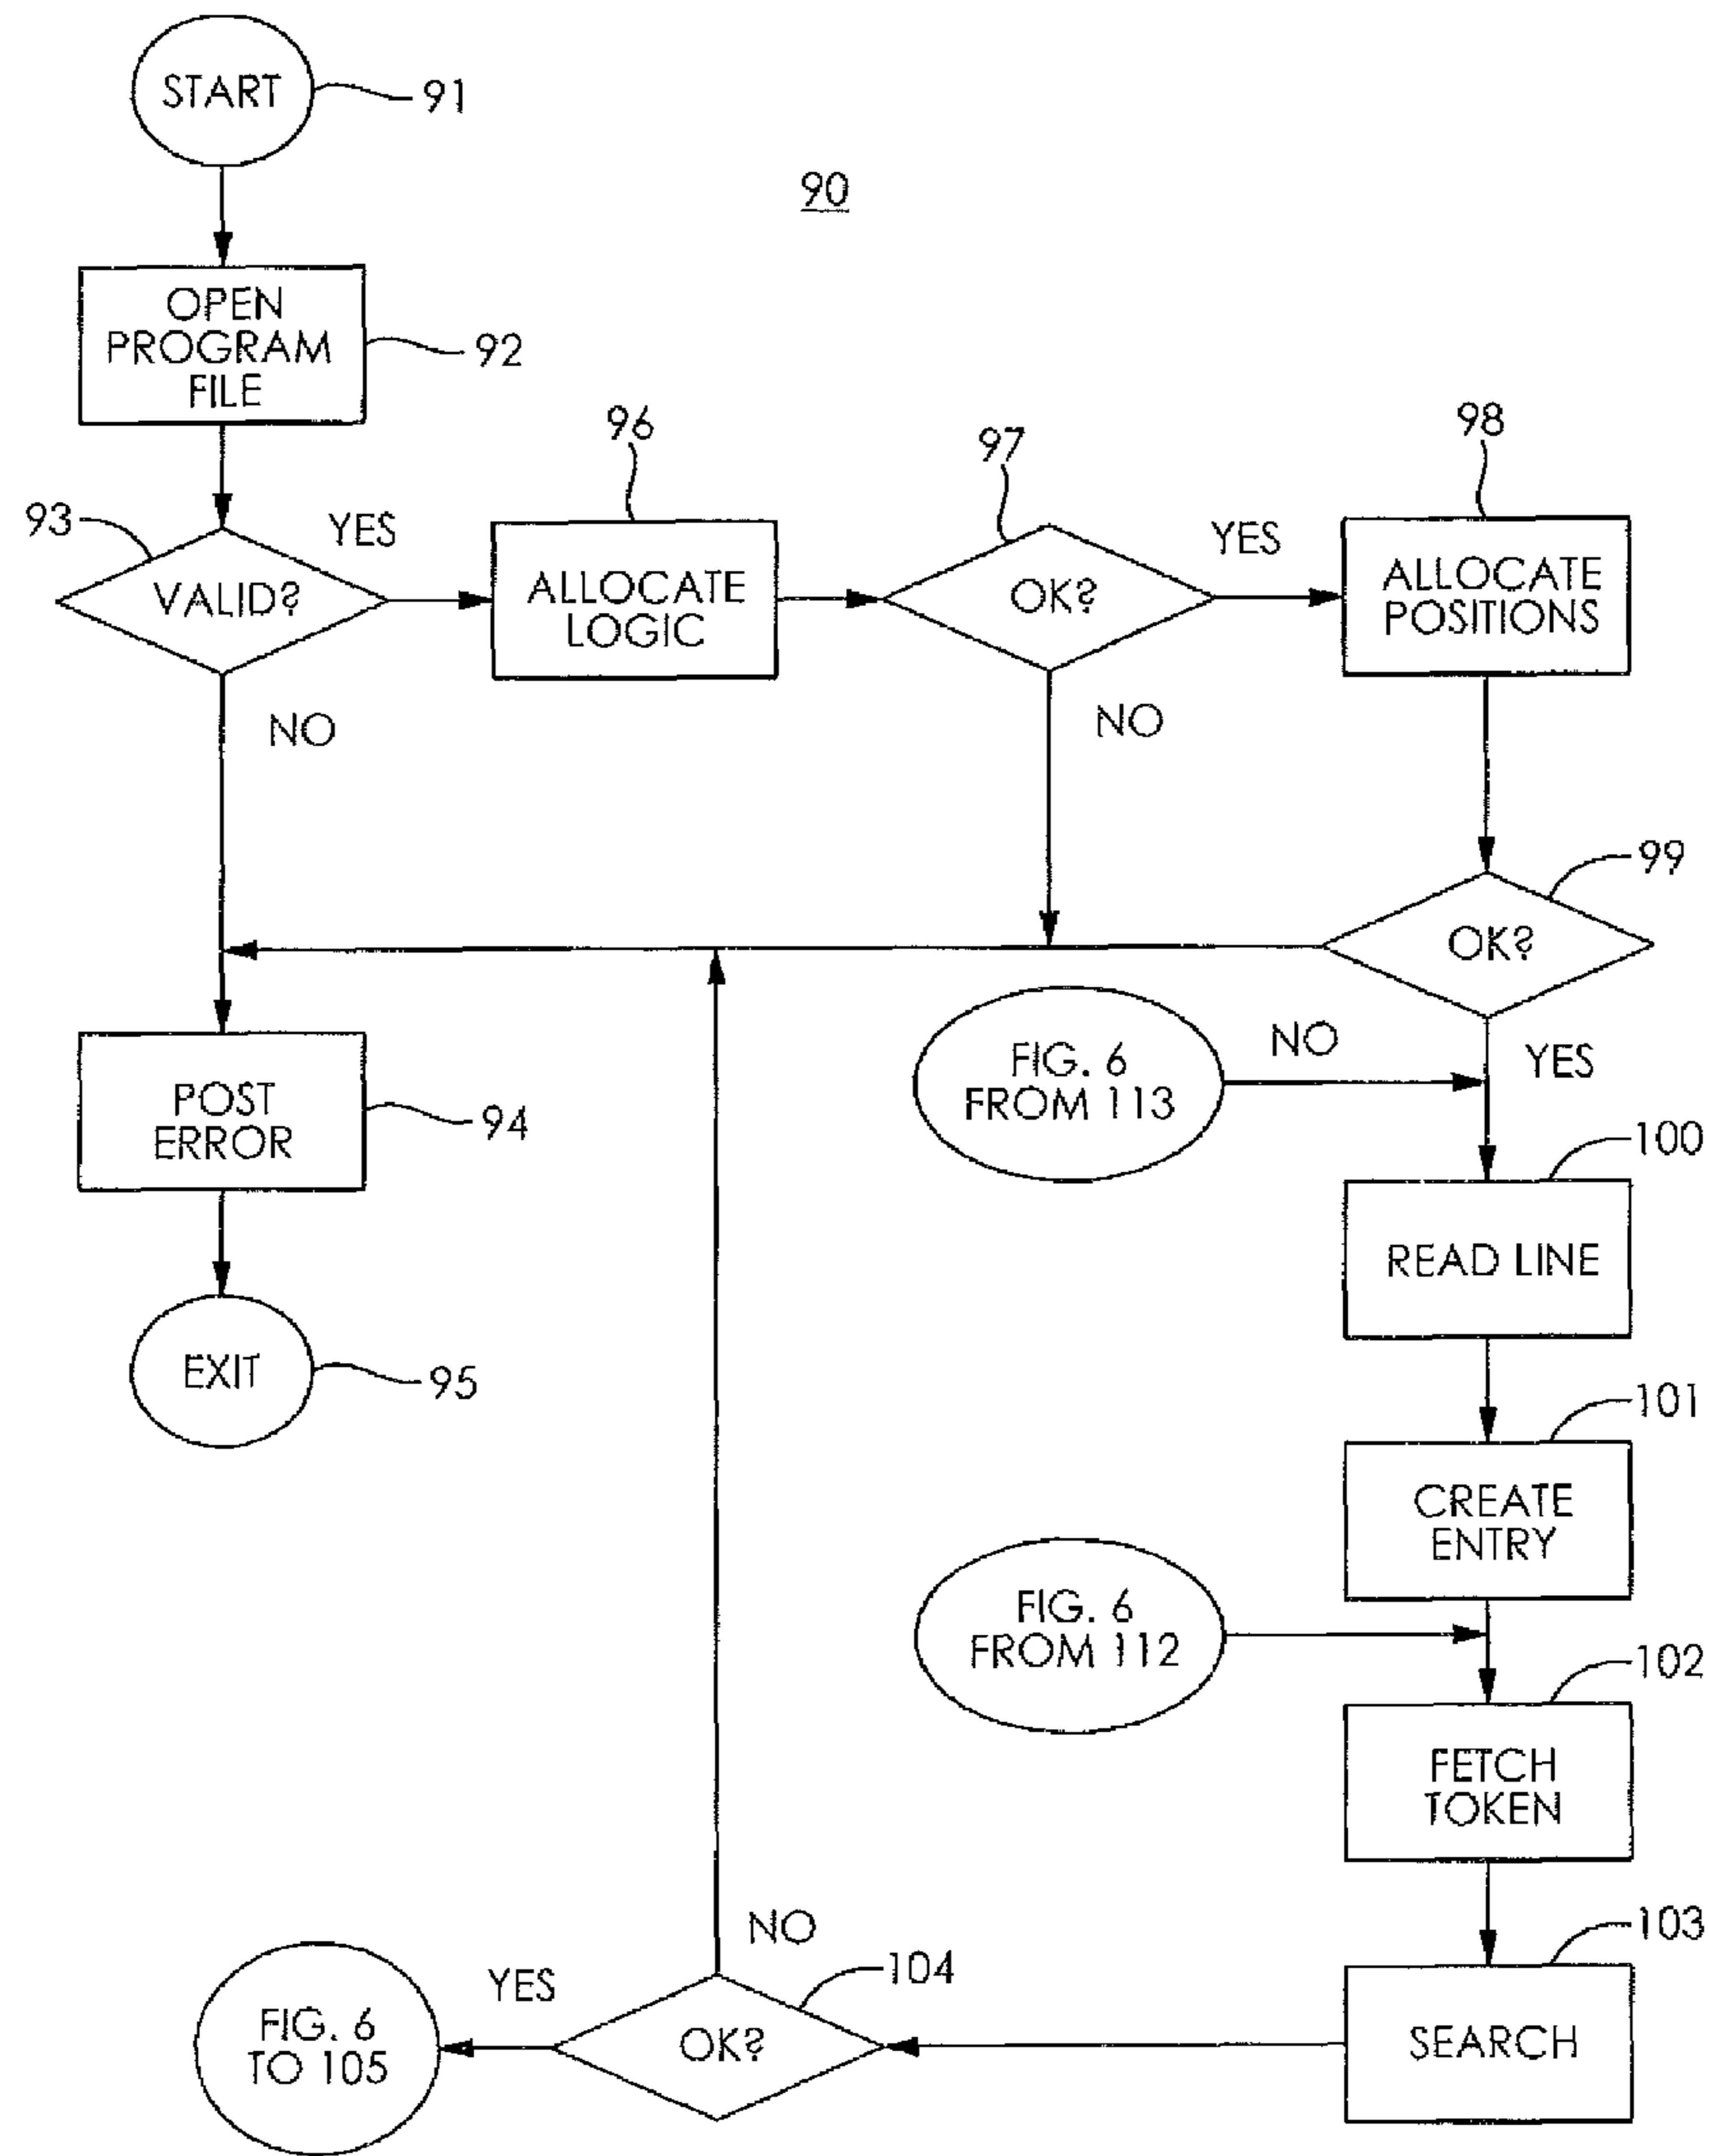 START
91
90
OPEN
PROGRAM
FILE
92
93
VALID?
YES
NO
96
ALLOCATE
LOGIC
97
OK?
YES
NO
98
ALLOCATE
POSITIONS
99
OK?
NO
YES
FIG. 6
FROM 113
POST
ERROR
94
EXIT
95
100
READ LINE
101
CREATE
ENTRY
FIG. 6
FROM 112
102
FETCH
TOKEN
103
SEARCH
104
OK?
NO
YES
FIG. 6
TO 105